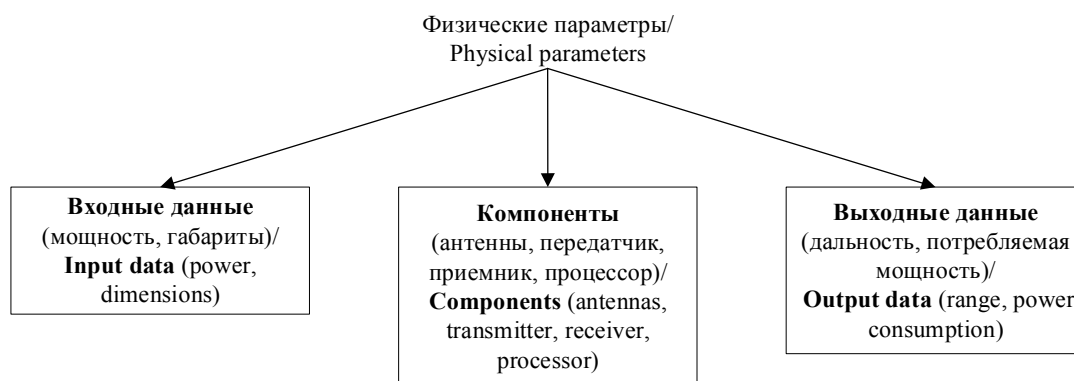 Физические параметры/
Physical parameters
Входные данные
(мощность, габариты)/
Input data (power,
dimensions)
Компоненты
(антенны, передатчик,
приемник, процессор)/
Components (antennas,
transmitter, receiver,
processor)
Выходные данные
(дальность, потребляемая
мощность)/
Output data (range, power
consumption)